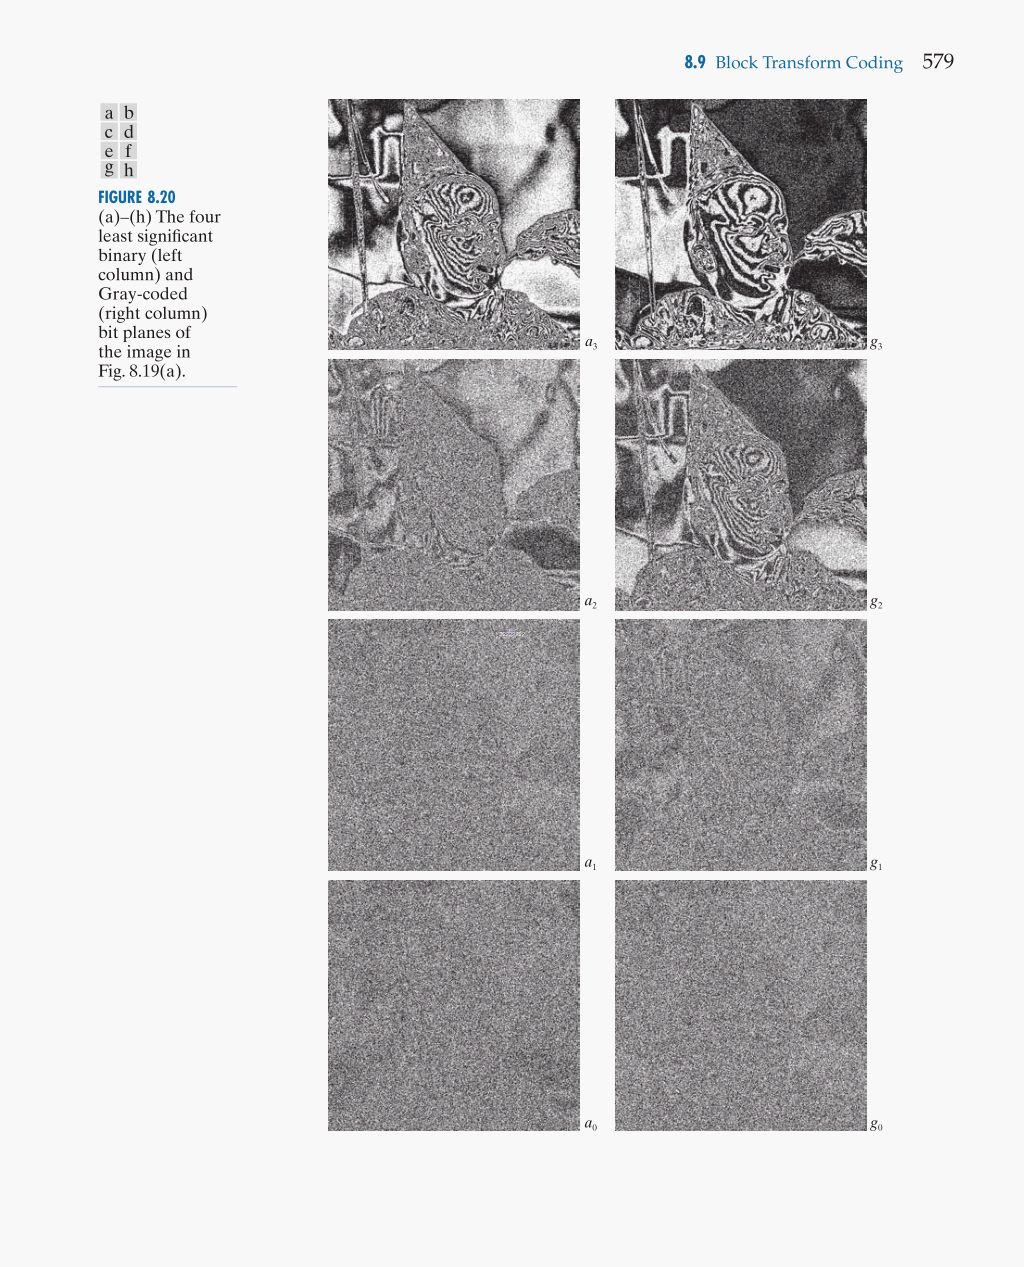 8.9 Block Transform Coding 579
a b
c d
e f
g h
FIGURE 8.20
(a)–(h) The four
least significant
binary (left
column) and
Gray-coded
(right column)
bit planes of
the image in
Fig. 8.19(a).
a3 g3
a2 g2
a1 g1
a0 g0